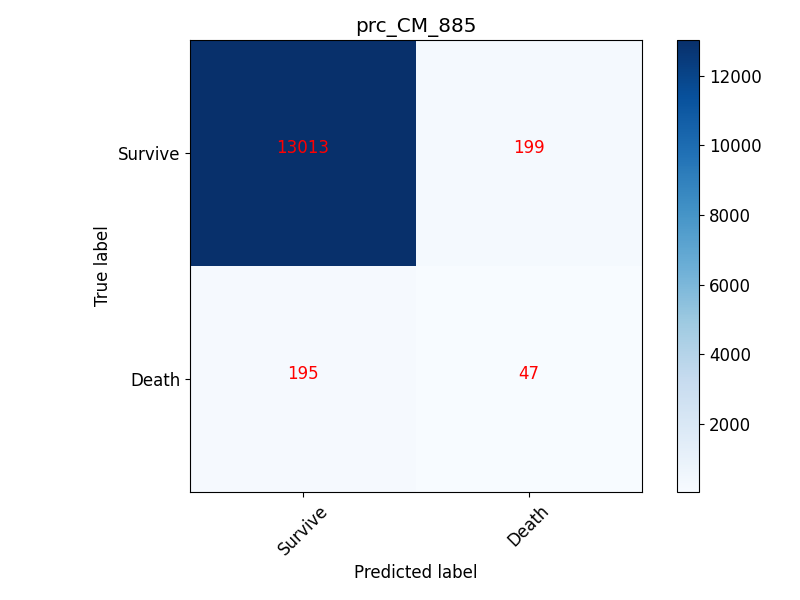 prc_CM_885
Survive
13013
199
12000
10000
8000
6000
4000
2000
True label
Death
195
47
Survive
Death
Predicted label